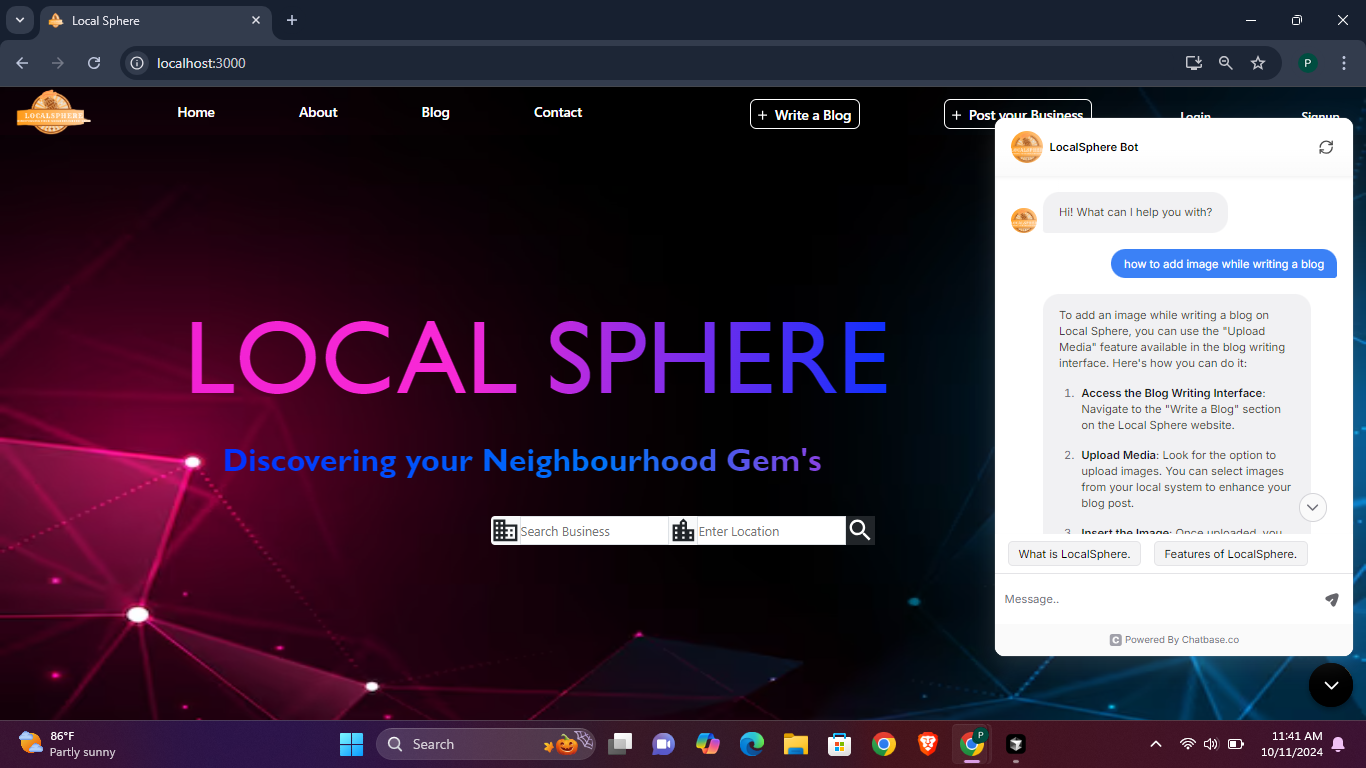 Local Sphere
localhost:3000
P
LOCALSPHERE
Home
About
Blog
Contact
+ Write a Blog
+ Post your Business
Login
Signup
LocalSphere Bot
Hi! What can I help you with?
how to add image while writing a blog
To add an image while writing a blog on
Local Sphere, you can use the "Upload
Media" feature available in the blog writing
interface. Here's how you can do it:
1. Access the Blog Writing Interface:
Navigate to the "Write a Blog" section
on the Local Sphere website.
2. Upload Media: Look for the option to
upload images. You can select images
from your local system to enhance your
blog post.
3. Insert the Image: Once uploaded, you
What is LocalSphere.
Features of LocalSphere.
Message..
Powered By Chatbase.co
LOCAL SPHERE
Discovering your Neighbourhood Gem's
Search Business
Enter Location
86°F
Partly sunny
Search
P
11:41 AM
10/11/2024